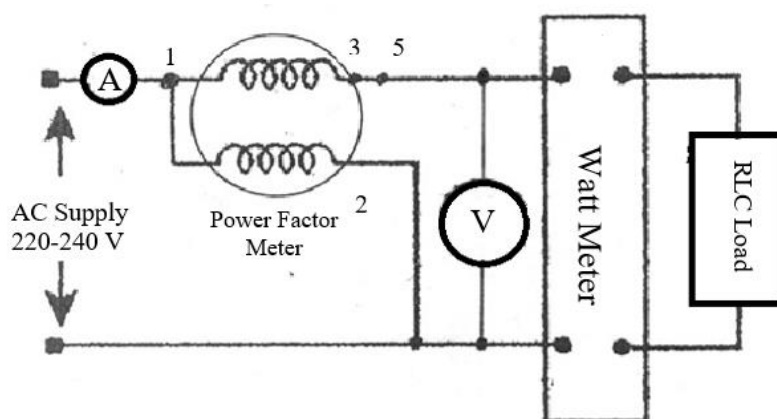 A
1
3
5
AC Supply
220-240 V
2
Power Factor
Meter
V
Watt Meter
RLC Load